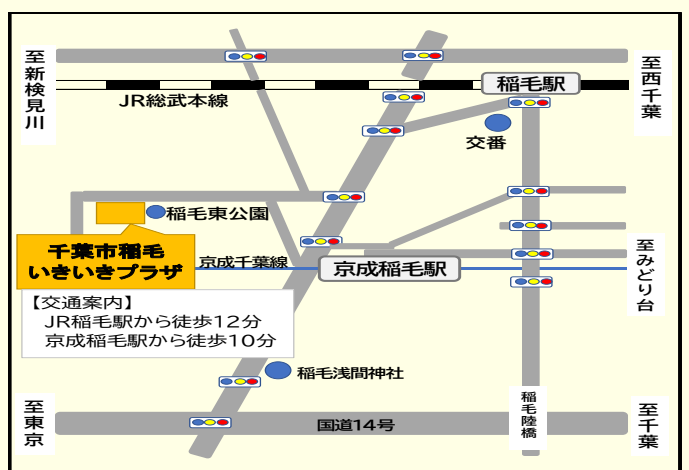 至新検見川
JR総武本線
稲毛駅
至西千葉
交番
稲毛東公園
千葉市稲毛
いきいきプラザ
京成千葉線
京成稲毛駅
至みどり台
【交通案内】
JR稲毛駅から徒歩12分
京成稲毛駅から徒歩10分
稲毛浅間神社
至東京
国道14号
稲毛陸橋
至千葉